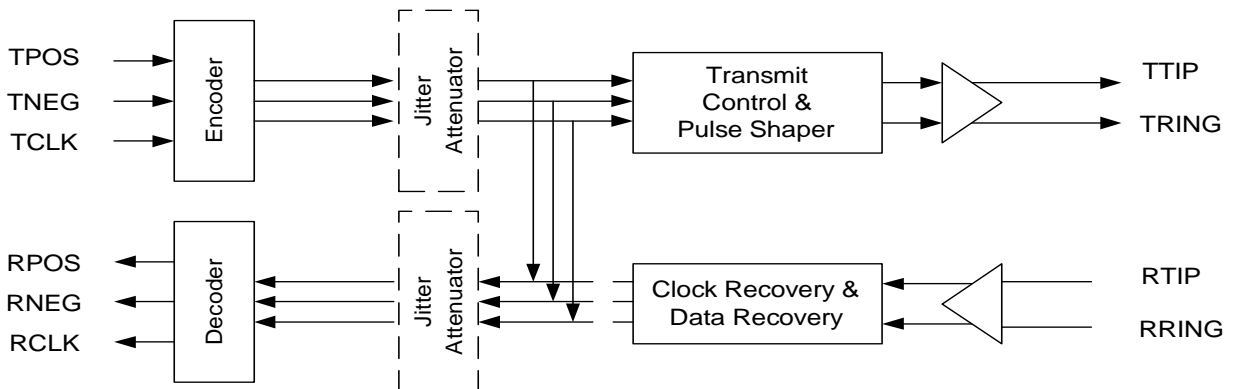 TPOS
TNEG
TCLK
Encoder
Jitter
Attenuator
Transmit
Control &
Pulse Shaper
TTIP
TRING
RPOS
RNEG
RCLK
Decoder
Jitter
Attenuator
Clock Recovery &
Data Recovery
RTIP
RRING